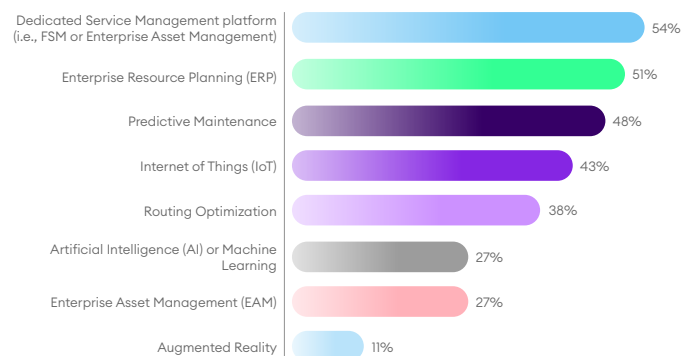 Dedicated Service Management platform
(i.e., FSM or Enterprise Asset Management)
54%
Enterprise Resource Planning (ERP)
51%
Predictive Maintenance
48%
Internet of Things (IoT)
43%
Routing Optimization
38%
Artificial Intelligence (AI) or Machine
Learning
27%
Enterprise Asset Management (EAM)
27%
Augmented Reality
11%